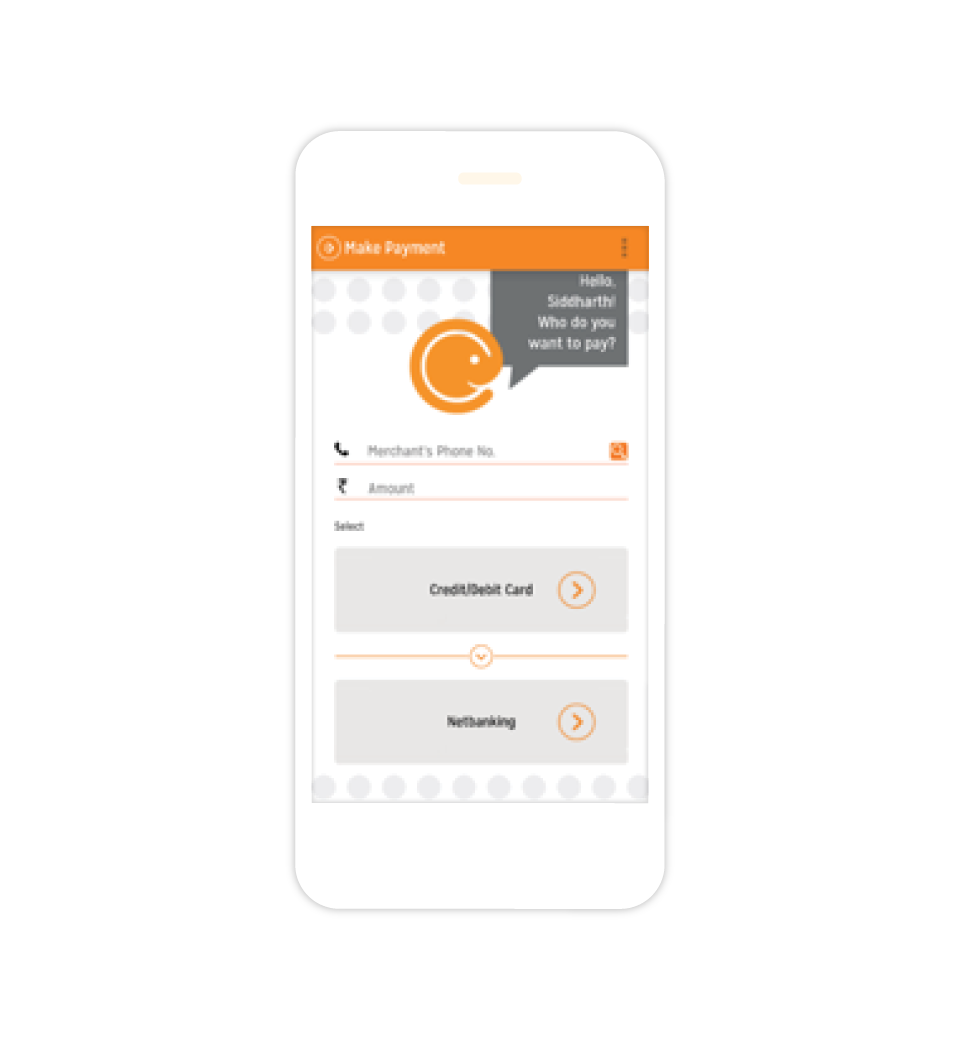 Make Payment
Hello,
Siddharth!
Who do you
want to pay?
Merchant's Phone No.
₹ Amount
Select
Credit/Debit Card
Netbanking